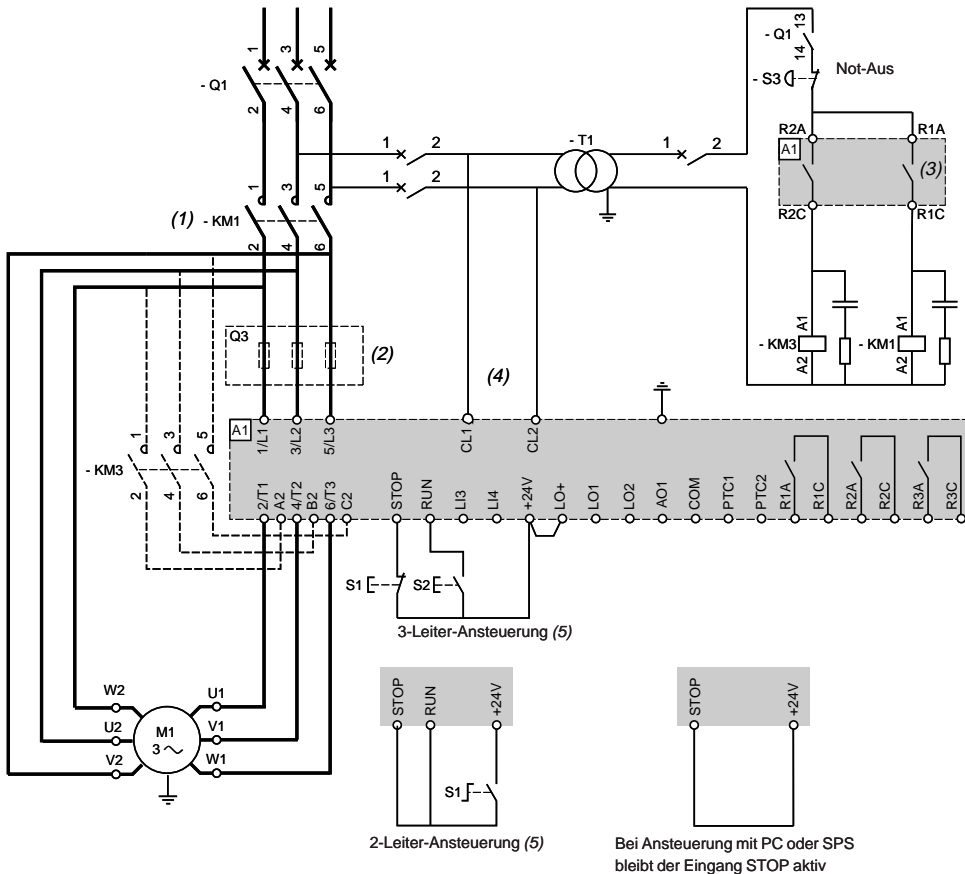 1 3 5
- Q1
2 4 6
13
- Q1
14
- S3
Not-Aus
1 2
- T1
1 2
1 2
R2A R1A
A1
(3)
R2C R1C
1 3 5
(1) - KM1
2 4 6
Q3
(2)
(4)
A1 A1
- KM3 - KM1
A2 A2
A1
1/L1 3/L2 5/L3 CL1 CL2
1 3 5
- KM3
2 4 6
2/T1 A2 4/T2 B2 6/T3 C2
STOP RUN LI3 LI4 +24V LO+ LO1 LO2 AO1 COM PTC1 PTC2 R1A R1C R2A R2C R3A R3C
S1 S2
3-Leiter-Ansteuerung (5)
STOP RUN +24V
S1
2-Leiter-Ansteuerung (5)
STOP +24V
Bei Ansteuerung mit PC oder SPS
bleibt der Eingang STOP aktiv
W2 U1
U2 M1 V1
3
V2 W1